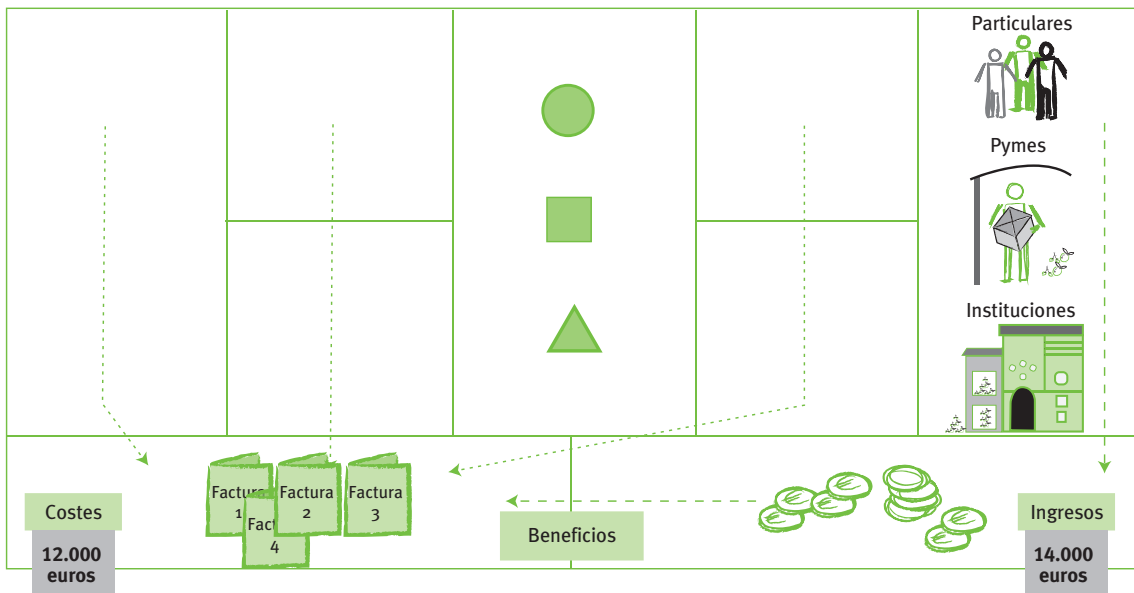 Particulares
Pymes
Instituciones
Factura
1
Factura
2
Factura
3
Fact
4
Costes
12.000
euros
Beneficios
Ingresos
14.000
euros